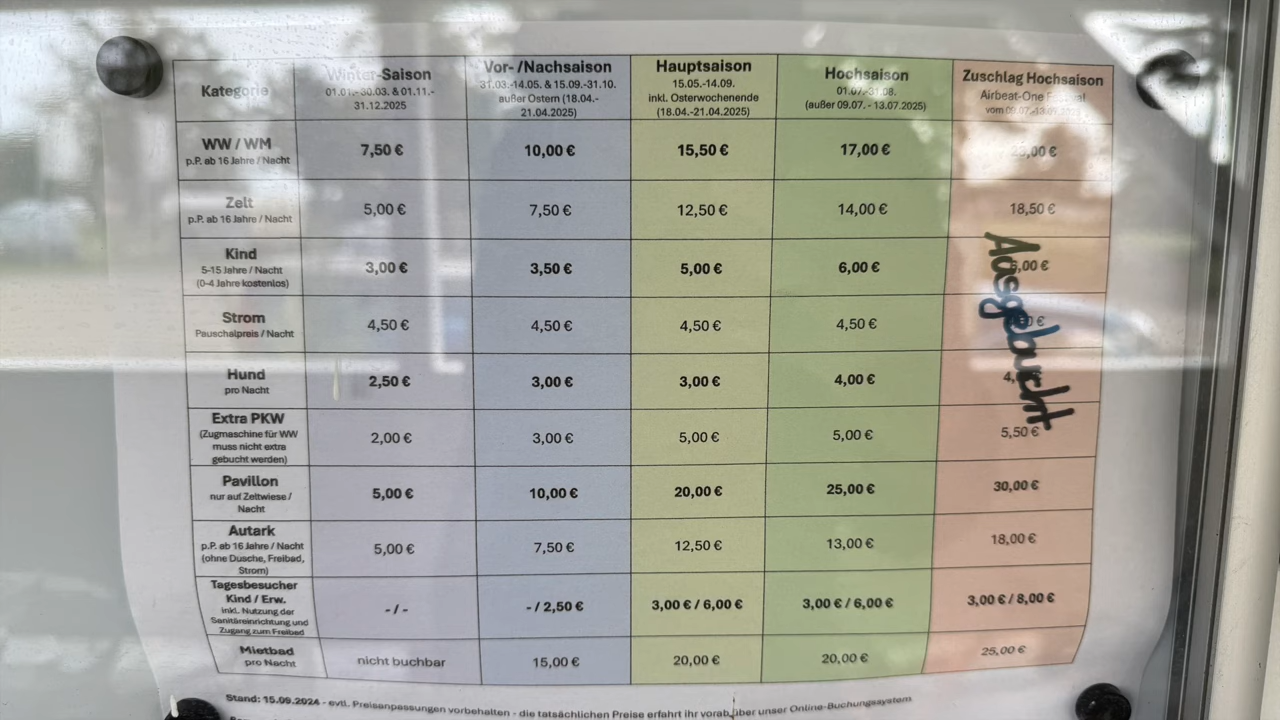 Kategorie
Winter-Saison
01.01.-30.03. & 01.11.-
31.12.2025
Vor- /Nachsaison
31.03.-14.05. & 15.09.-31.10.
außer Ostern (18.04.-
21.04.2025)
Hauptsaison
15.05.-14.09.
inkl. Osterwochenende
(18.04.-21.04.2025)
Hochsaison
01.07.-31.08.
(außer 09.07. - 13.07.2025)
Zuschlag Hochsaison
Airbeat-One Festival
vom 09.07.-13.07.2025
WW / WM
p.P. ab 16 Jahre / Nacht
7,50 €
10,00 €
15,50 €
17,00 €
Zelt
p.P. ab 16 Jahre / Nacht
5,00 €
7,50 €
12,50 €
14,00 €
18,50 €
Kind
5-15 Jahre / Nacht
(0-4 Jahre kostenlos)
3,00 €
3,50 €
5,00 €
6,00 €
Strom
Pauschalpreis / Nacht
4,50 €
4,50 €
4,50 €
4,50 €
Ausgebucht
Hund
pro Nacht
2,50 €
3,00 €
3,00 €
4,00 €
Extra PKW
(Zugmaschine für WW
muss nicht extra
gebucht werden)
2,00 €
3,00 €
5,00 €
5,00 €
5,50 €
Pavillon
nur auf Zeltwiese /
Nacht
5,00 €
10,00 €
20,00 €
25,00 €
30,00 €
Autark
p.P. ab 16 Jahre / Nacht
(ohne Dusche, Freibad,
Strom)
5,00 €
7,50 €
12,50 €
13,00 €
18,00 €
Tagesbesucher
Kind / Erw.
inkl. Nutzung der
Sanitäreinrichtung und
Zugang zum Freibad
- / -
- / 2,50 €
3,00 € / 6,00 €
3,00 € / 6,00 €
3,00 € / 8,00 €
Mietbad
pro Nacht
nicht buchbar
15,00 €
20,00 €
20,00 €
25,00 €
Stand: 15.09.2024 - evtl. Preisanpassungen vorbehalten - die tatsächlichen Preise erfahrt ihr vorab über unser Online-Buchungssystem